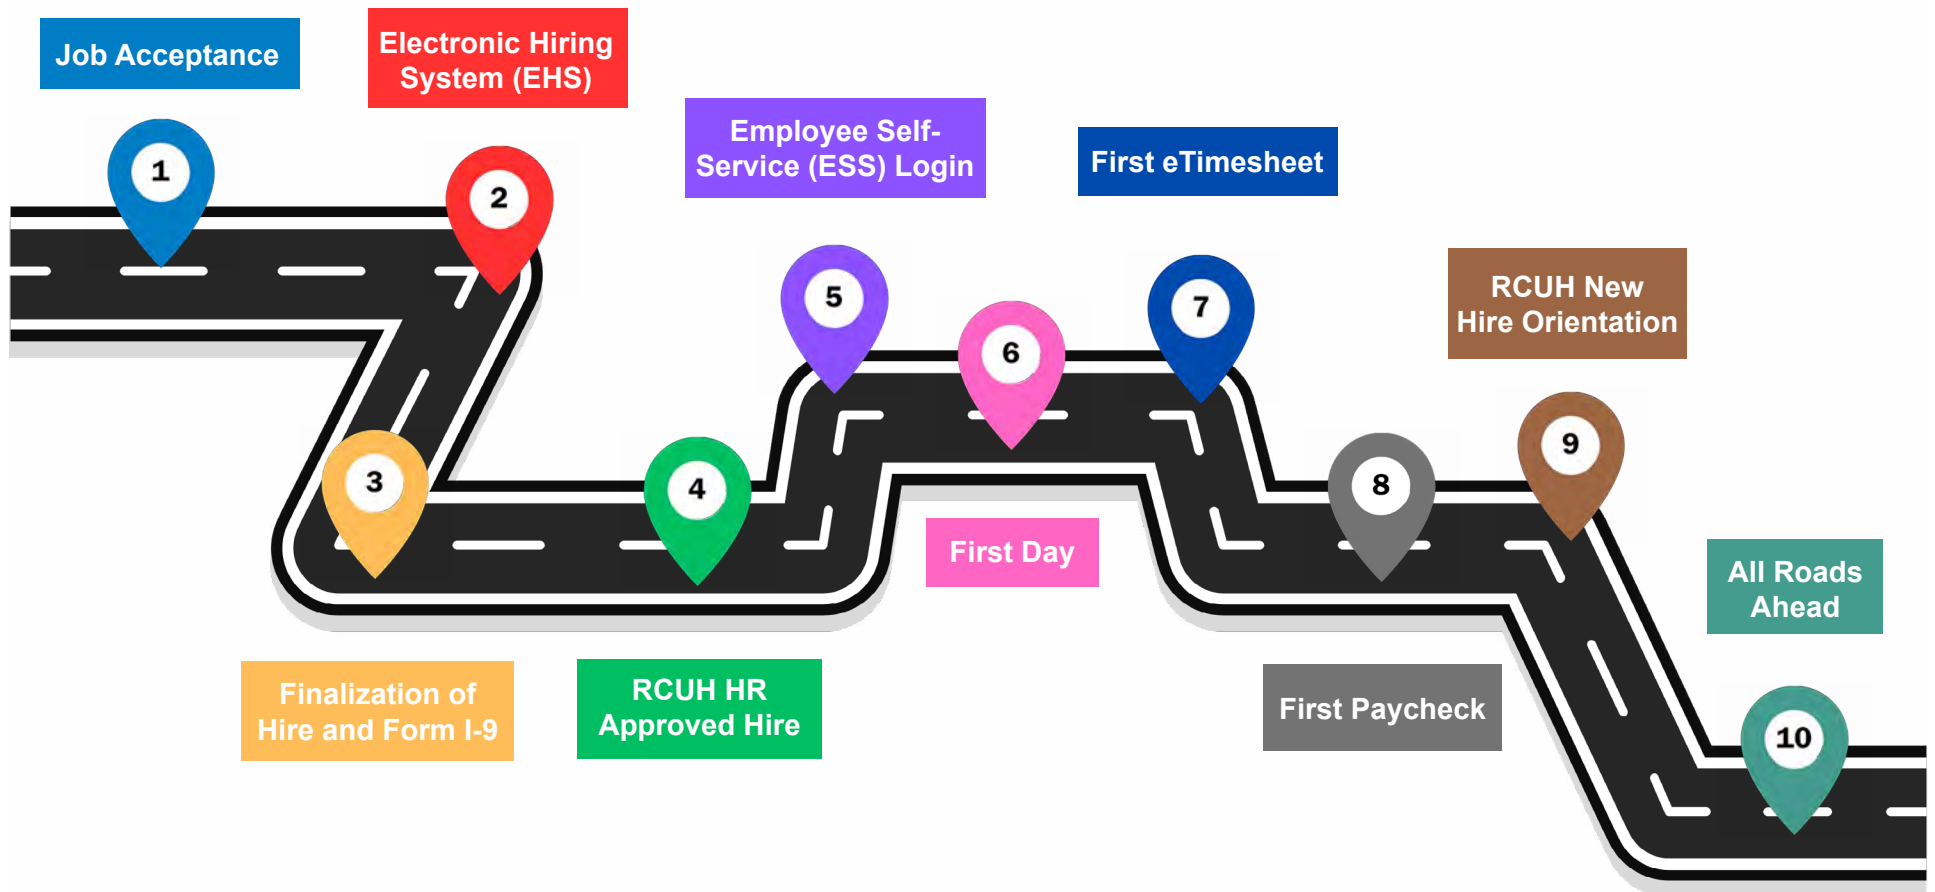 Job Acceptance
1
Electronic Hiring
System (EHS)
2
Finalization of
Hire and Form I-9
3
RCUH HR
Approved Hire
4
Employee Self-
Service (ESS) Login
5
First Day
6
First eTimesheet
7
First Paycheck
8
RCUH New
Hire Orientation
9
All Roads
Ahead
10